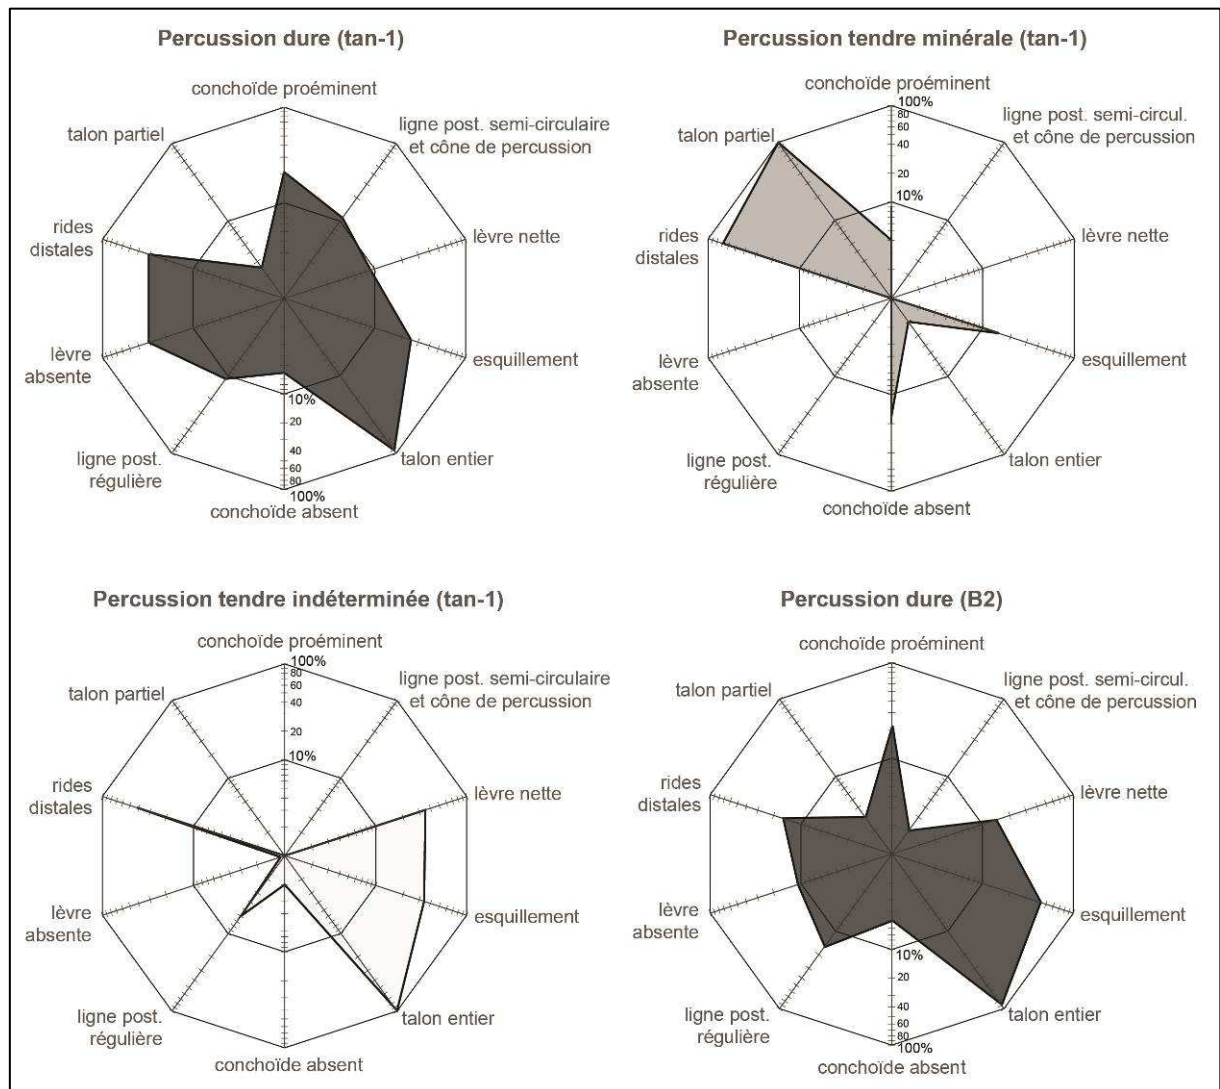 Percussion dure (tan-1)
conchoïde proéminent
ligne post. semi-circulaire
et cône de percussion
talon partiel
rides
distales
lèvre nette
lèvre
absente
esquillement
10%
20
40
60
80
100%
ligne post.
régulière
talon entier
conchoïde absent
Percussion tendre minérale (tan-1)
conchoïde proéminent
100%
80
60
40
20
10%
ligne post. semi-circul.
et cône de percussion
talon partiel
rides
distales
lèvre nette
lèvre
absente
esquillement
ligne post.
régulière
talon entier
conchoïde absent
Percussion tendre indéterminée (tan-1)
conchoïde proéminent
100%
80
60
40
20
10%
ligne post. semi-circulaire
et cône de percussion
talon partiel
rides
distales
lèvre nette
lèvre
absente
esquillement
ligne post.
régulière
talon entier
conchoïde absent
Percussion dure (B2)
conchoïde proéminent
ligne post. semi-circul.
et cône de percussion
talon partiel
rides
distales
lèvre nette
lèvre
absente
esquillement
10%
20
40
60
80
100%
ligne post.
régulière
talon entier
conchoïde absent